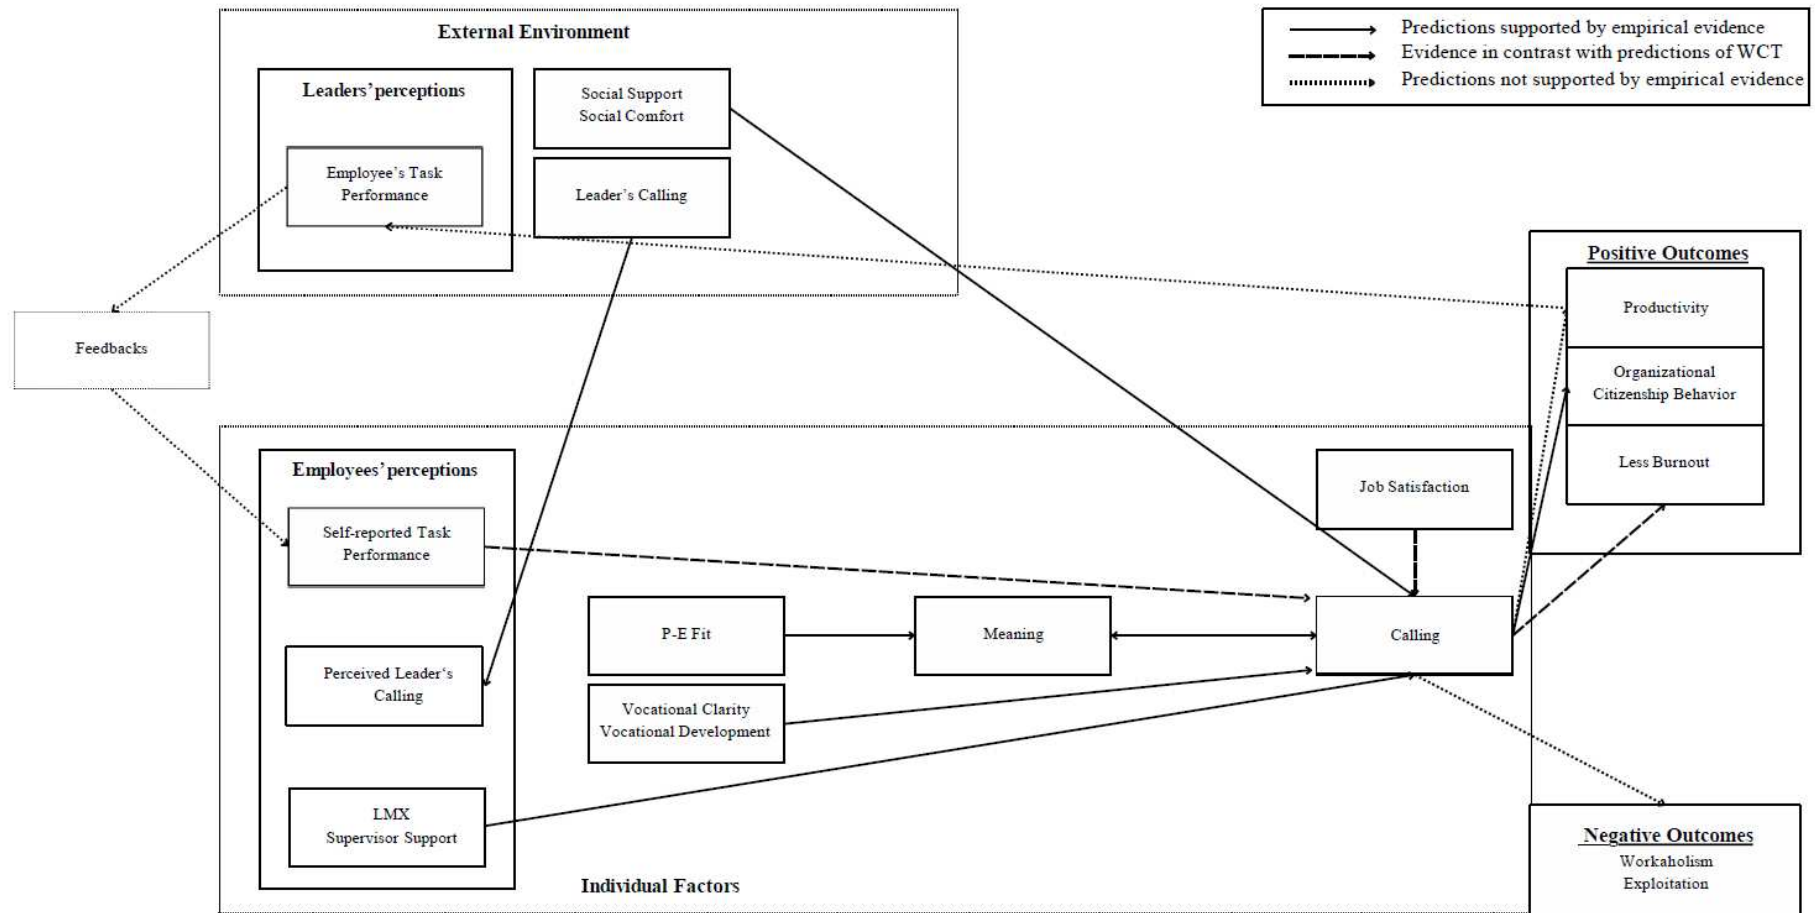 External Environment
Leaders' perceptions
Employee's Task
Performance
Social Support
Social Comfort
Leader's Calling
Predictions supported by empirical evidence
Evidence in contrast with predictions of WCT
Predictions not supported by empirical evidence
Feedbacks
Positive Outcomes
Productivity
Organizational
Citizenship Behavior
Less Burnout
Employees' perceptions
Self-reported Task
Performance
Perceived Leader's
Calling
LMX
Supervisor Support
P-E Fit
Vocational Clarity
Vocational Development
Meaning
Job Satisfaction
Calling
Individual Factors
Negative Outcomes
Workaholism
Exploitation